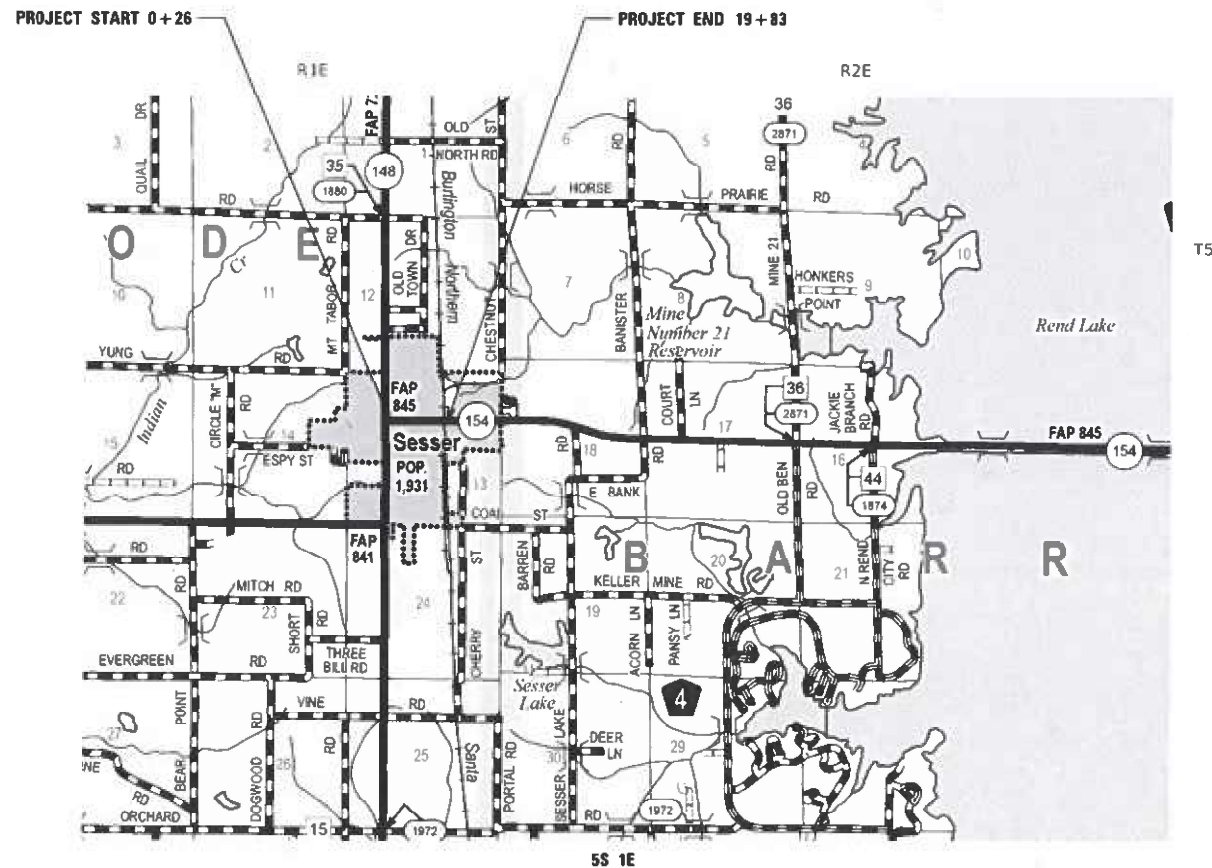 PROJECT START 0+26
PROJECT END 19+83
R1E
R2E
36
2871
QUAL DR
3
2
FAP 7
OLD
ST
NORTH RD
1
6
RD
5
RD
4
35
148
1880
RD
HORSE
PRAIRIE
RD
T5
O D E
RD
OLD TOWN DR
Burlington Northern
Cr
10
11
12
MT TABOR RD
7
8
MINE 21
HONKERS
POINT
9
10
Mine
Number 21
Reservoir
Rend Lake
CHESTNUT
BANISTER
YUNG
RD
CIRCLE "M" RD
FAP
845
COURT LN
36
2871
JACKIE BRANCH RD
Indian
15
14
154
Sesser
17
16
FAP 845
154
RD
ESPY ST
POP.
1,931
13
RD
18
RD
E BANK
OLD BEN RD
44
1874
COAL ST
RD
FAP
841
B A R R
BARREN RD
20
21
N REND CITY RD
22
RD
MITCH RD
23
SHORT RD
24
CHERRY ST
KELLER MINE RD
19
ACORN LN
PANSY LN
THREE
BILL RD
EVERGREEN
RD
Sesser
Lake
4
VINE
RD
27
BEAR POINT
DOGWOOD RD
26
RD
25
Santa
PORTAL RD
30
BESSER LAKE
DEER
LN
29
RD
ORCHARD
15
1972
RD
1972
5S 1E